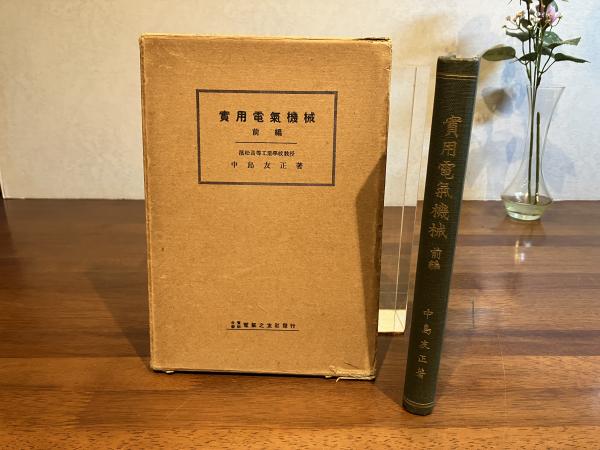 實用電氣機械
前編
濱松高等工業學校教授
中島友正著
電氣之友社發行
實用電氣機械 前編 中島友正著